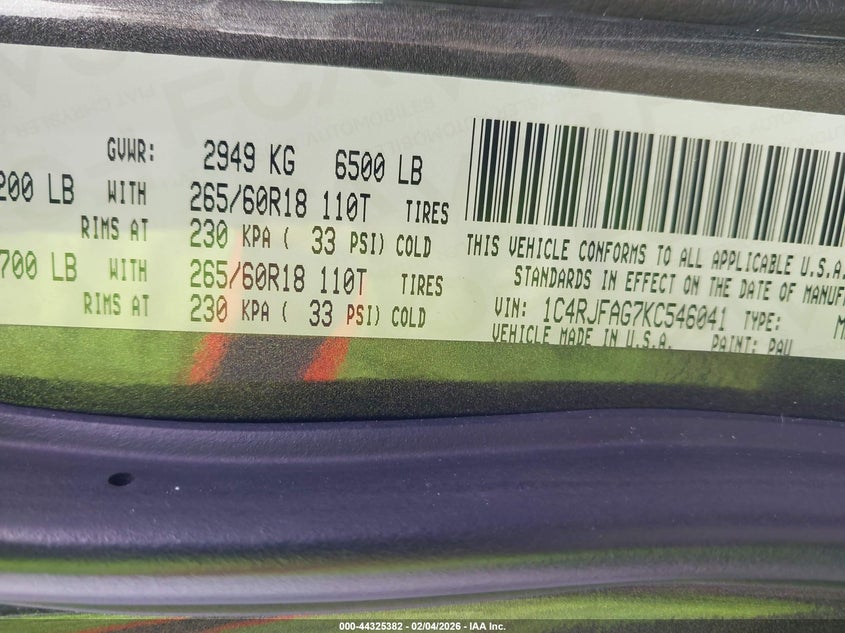 GVWR: 2949 KG 6500 LB
200 LB WITH 265/60R18 110T TIRES
RIMS AT 230 KPA ( 33 PSI) COLD
700 LB WITH 265/60R18 110T TIRES
RIMS AT 230 KPA ( 33 PSI) COLD
THIS VEHICLE CONFORMS TO ALL APPLICABLE U.S.A.
STANDARDS IN EFFECT ON THE DATE OF MANUF
VIN: 1C4RJFAG7KC546041 TYPE: M
VEHICLE MADE IN U.S.A. PAINT: PAU
000-44325382 - 02/04/2026 - IAA Inc.